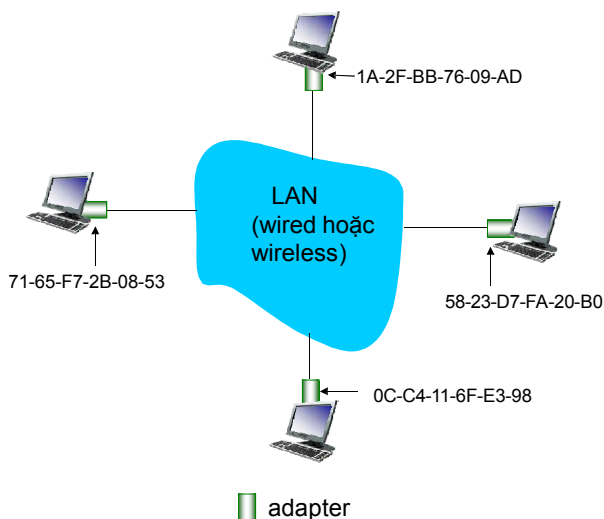 1A-2F-BB-76-09-AD
LAN
(wired hoặc
wireless)
71-65-F7-2B-08-53
58-23-D7-FA-20-B0
0C-C4-11-6F-E3-98
adapter